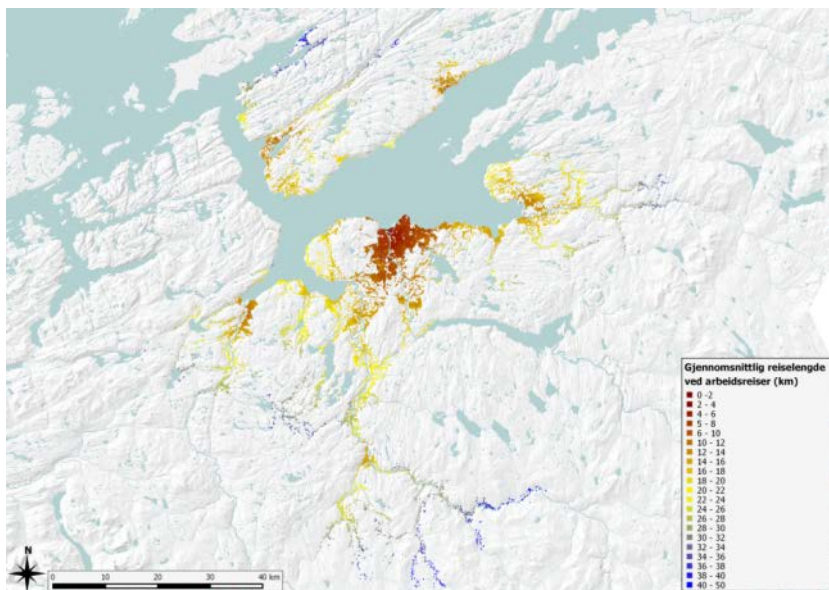 Gjennomsnittlig reiselengde
ved arbeidsreiser (km)
0 -2
2 - 4
4 - 6
5 - 8
6 - 10
10 - 12
12 - 14
14 - 16
16 - 18
18 - 20
20 - 22
22 - 24
24 - 26
26 - 28
28 - 30
30 - 32
32 - 34
34 - 36
36 - 38
38 - 40
40 - 50
N
0 10 20 30 40 km